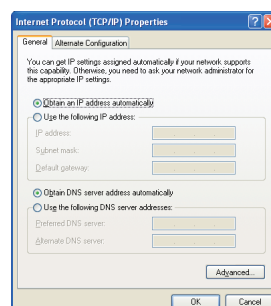 Internet Protocol (TCP/IP) Properties
General
Alternate Configuration
You can get IP settings assigned automatically if your network supports
this capability. Otherwise, you need to ask your network administrator for
the appropriate IP settings.
Obtain an IP address automatically
Use the following IP address:
IP address:
Subnet mask:
Default gateway:
Obtain DNS server address automatically
Use the following DNS server addresses:
Preferred DNS server:
Alternate DNS server:
Advanced...
OK
Cancel